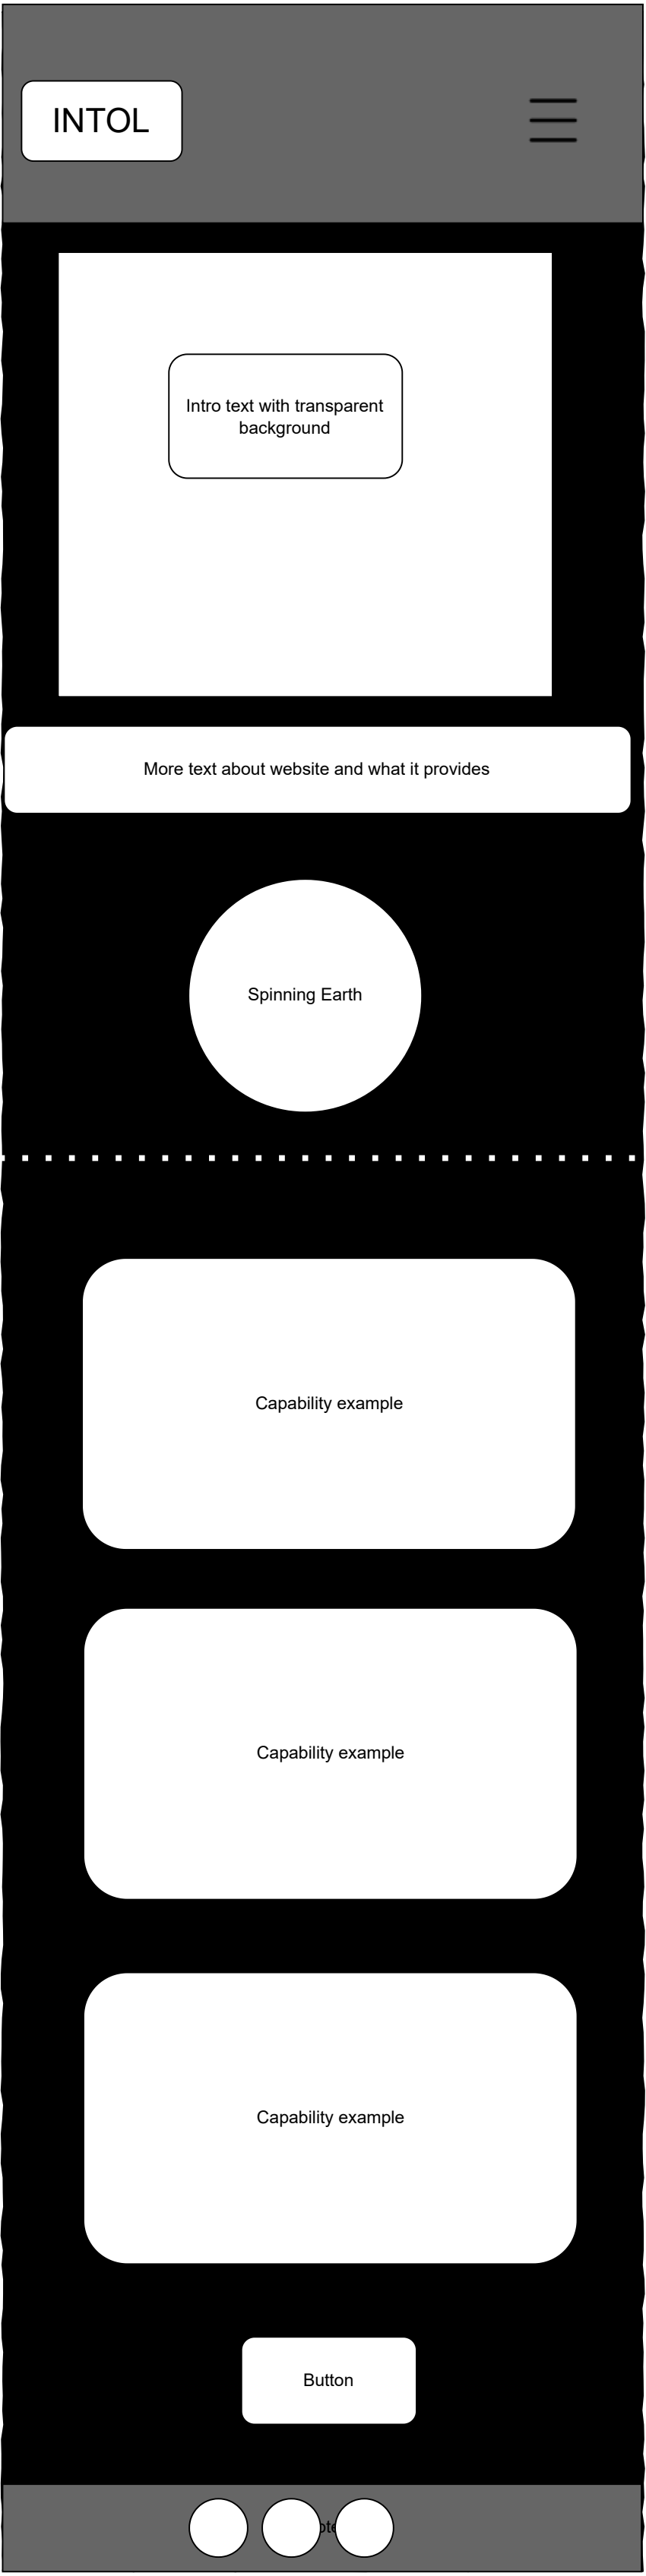 INTOL
Intro text with transparent
background
More text about website and what it provides
Spinning Earth
Capability example
Capability example
Capability example
Button